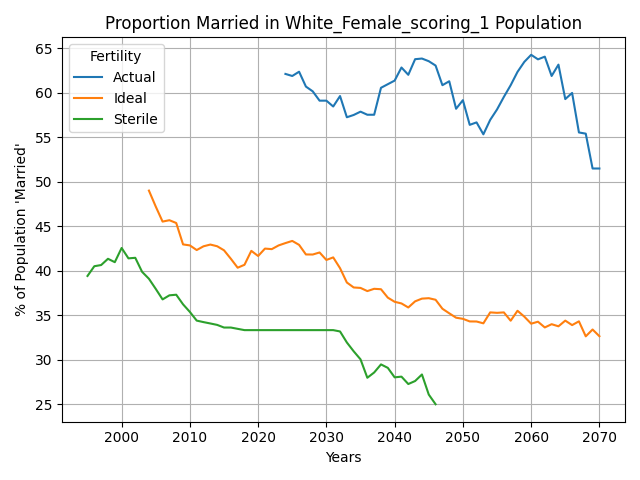 Proportion Married in White_Female_scoring_1 Population
% of Population 'Married'
65
60
55
50
45
40
35
30
25
Fertility
Actual
Ideal
Sterile
2000 2010 2020 2030 2040 2050 2060 2070
Years